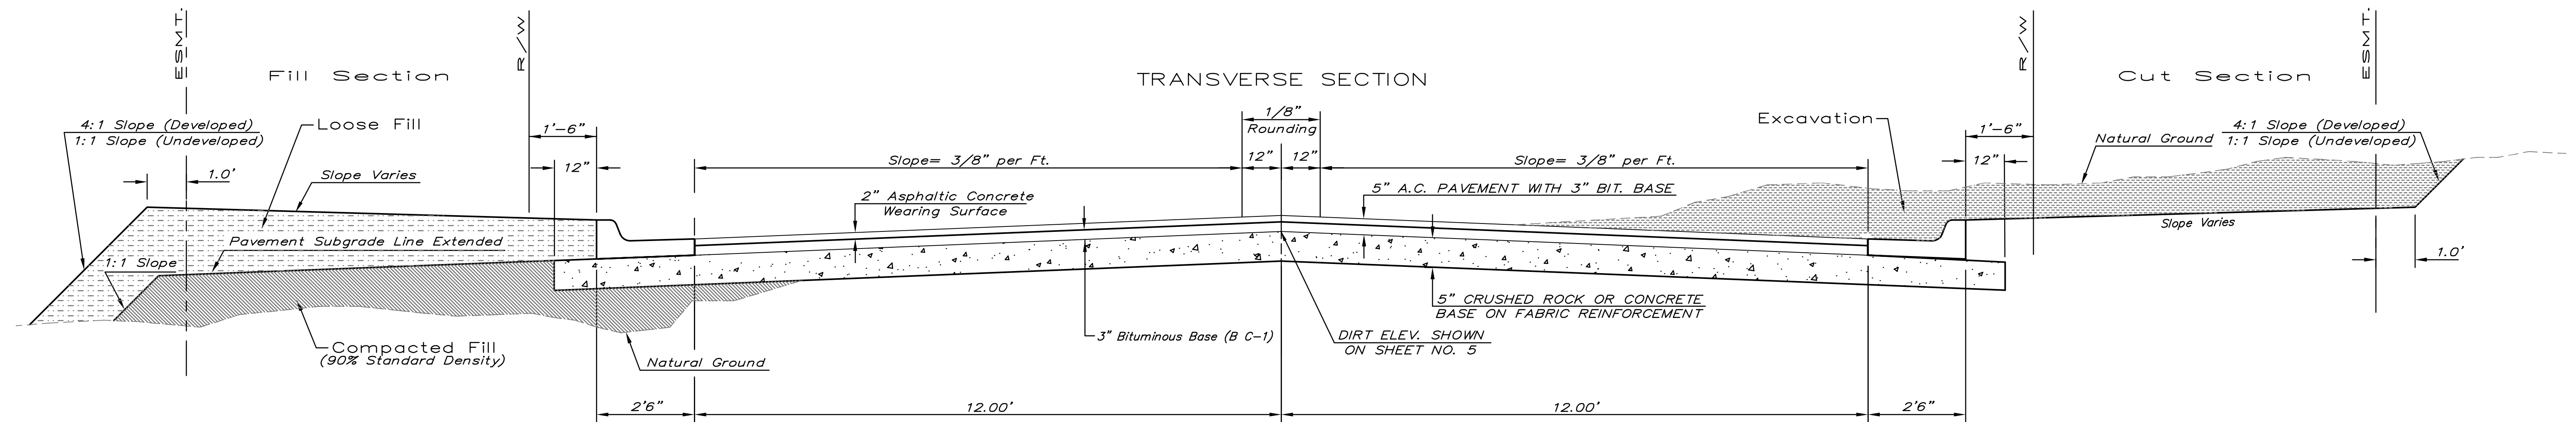 ESMT.
R/W
R/W
ESMT.
Fill Section
TRANSVERSE SECTION
Cut Section
4:1 Slope (Developed)
1:1 Slope (Undeveloped)
Loose Fill
1'-6"
1/8"
Rounding
Excavation
1'-6"
Natural Ground
4:1 Slope (Developed)
1:1 Slope (Undeveloped)
1.0'
Slope Varies
12"
Slope= 3/8" per Ft.
12"
12"
Slope= 3/8" per Ft.
12"
2" Asphaltic Concrete
Wearing Surface
5" A.C. PAVEMENT WITH 3" BIT. BASE
Slope Varies
Pavement Subgrade Line Extended
1:1 Slope
1.0'
5" CRUSHED ROCK OR CONCRETE
BASE ON FABRIC REINFORCEMENT
3" Bituminous Base (B C-1)
DIRT ELEV. SHOWN
ON SHEET NO. 5
Compacted Fill
(90% Standard Density)
Natural Ground
2'6"
12.00'
12.00'
2'6"